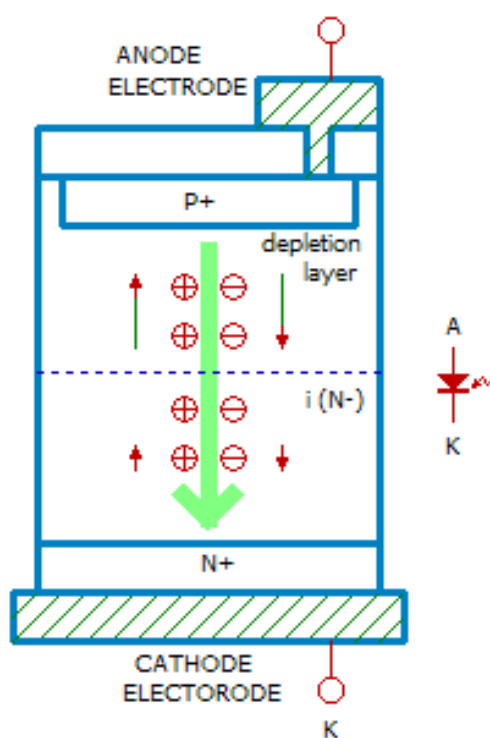 ANODE
ELECTRODE
P+
depletion
layer
A
i (N-)
K
N+
CATHODE
ELECTORODE
K